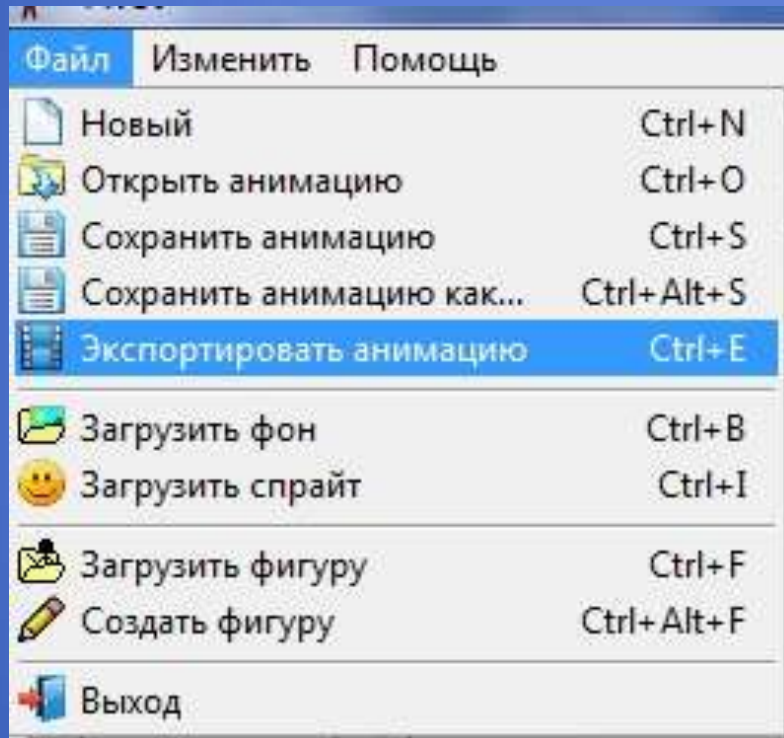 Файл Изменить Помощь
Новый Ctrl+N
Открыть анимацию Ctrl+O
Сохранить анимацию Ctrl+S
Сохранить анимацию как... Ctrl+Alt+S
Экспортировать анимацию Ctrl+E
Загрузить фон Ctrl+B
Загрузить спрайт Ctrl+I
Загрузить фигуру Ctrl+F
Создать фигуру Ctrl+Alt+F
Выход